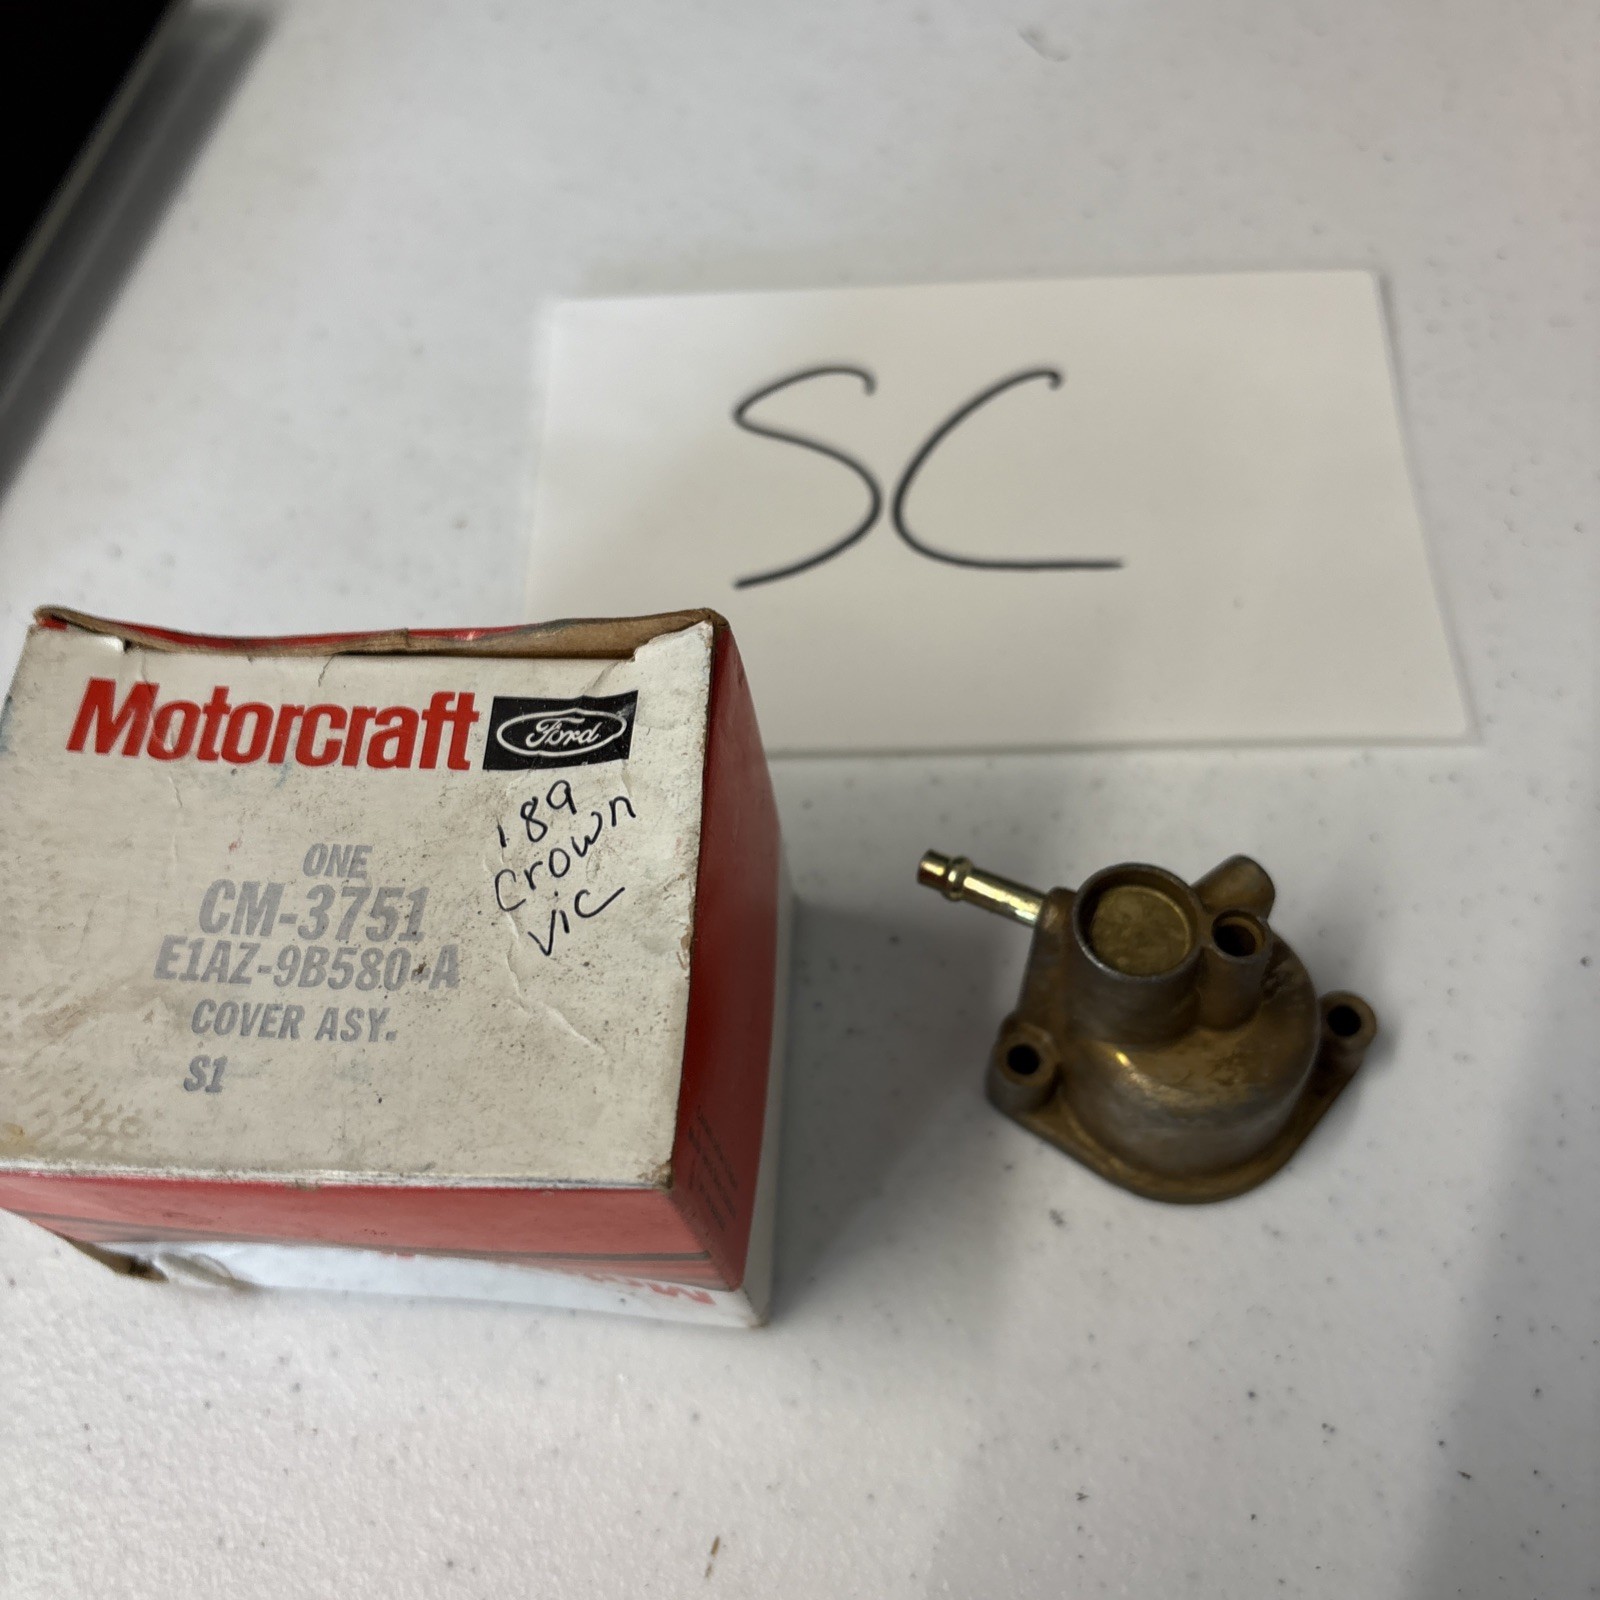 SC
Motorcraft Ford
'89
Crown
Vic
ONE
CM-3751
E1AZ-9B580-A
COVER ASY.
S1